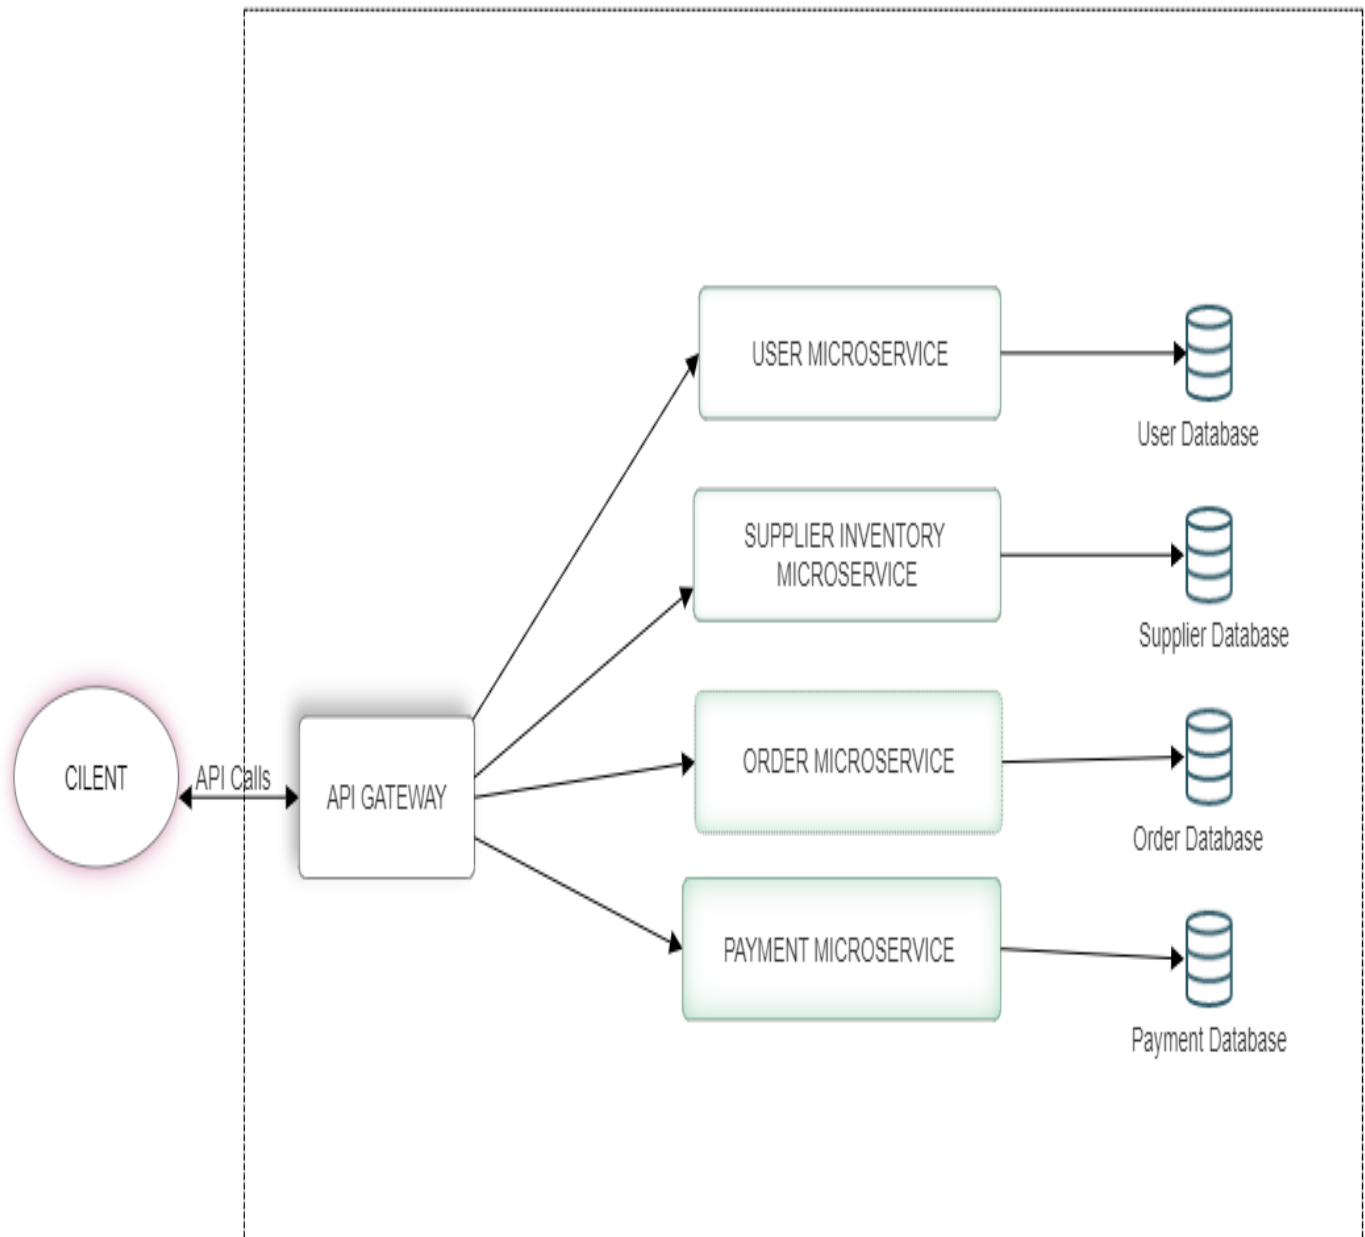 USER MICROSERVICE
User Database
SUPPLIER INVENTORY
MICROSERVICE
Supplier Database
CILENT
API Calls
API GATEWAY
ORDER MICROSERVICE
Order Database
PAYMENT MICROSERVICE
Payment Database